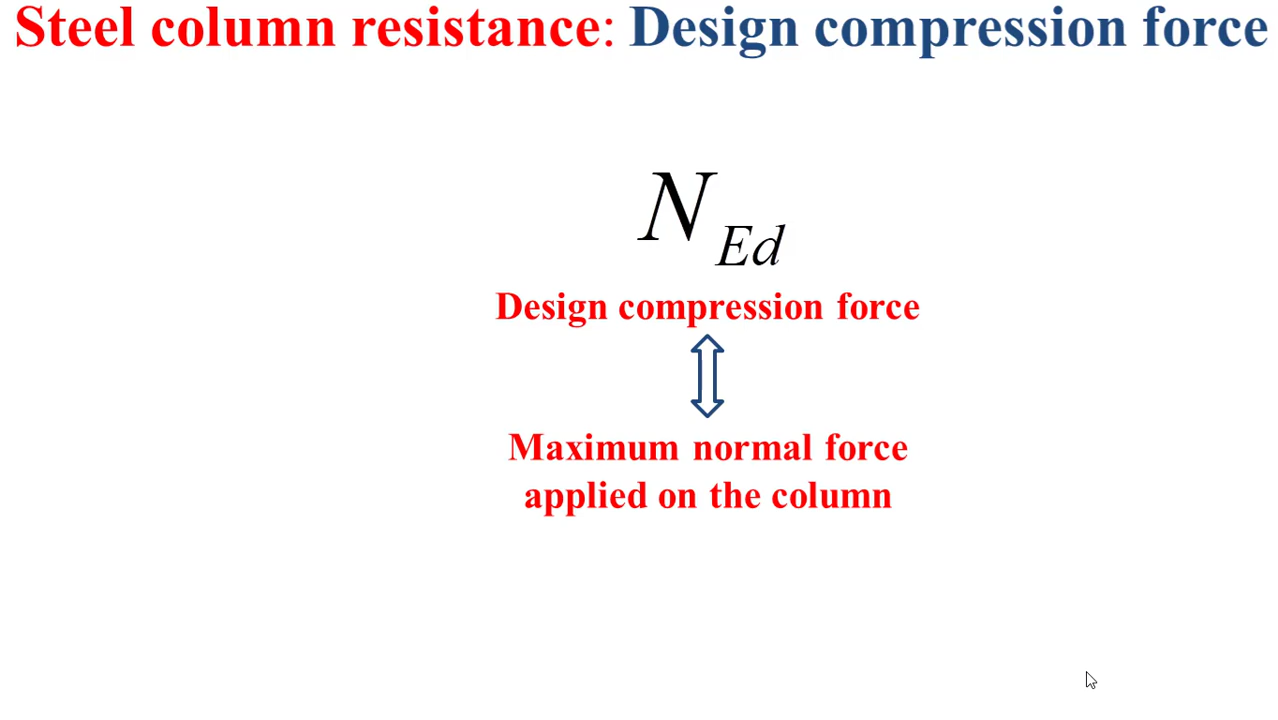 Steel column resistance: Design compression force
N_Ed
Design compression force
Maximum normal force
applied on the column